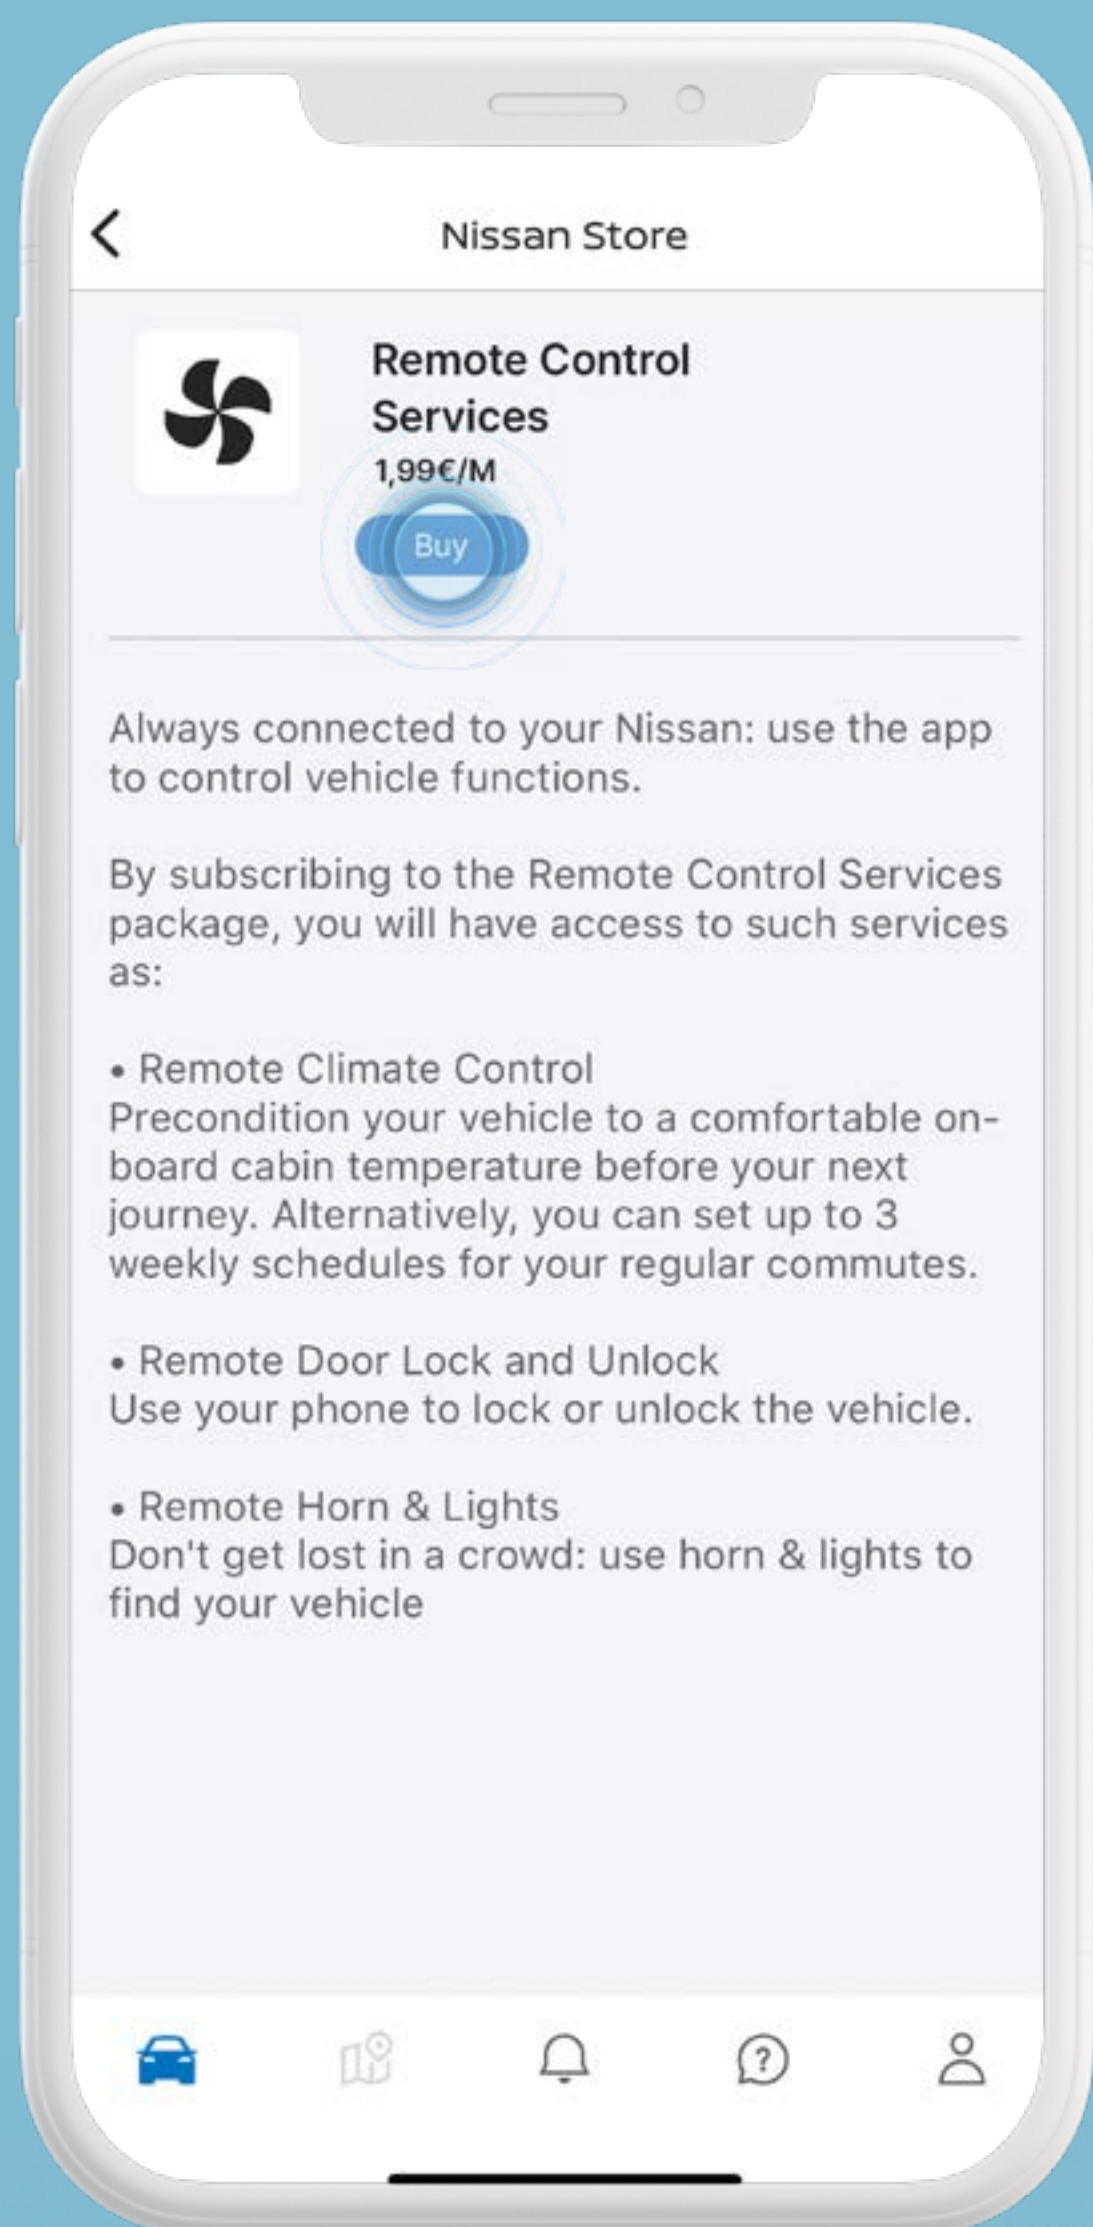 Nissan Store
Remote Control
Services
1,99€/M
Buy
Always connected to your Nissan: use the app
to control vehicle functions.
By subscribing to the Remote Control Services
package, you will have access to such services
as:
• Remote Climate Control
Precondition your vehicle to a comfortable on-
board cabin temperature before your next
journey. Alternatively, you can set up to 3
weekly schedules for your regular commutes.
• Remote Door Lock and Unlock
Use your phone to lock or unlock the vehicle.
• Remote Horn & Lights
Don't get lost in a crowd: use horn & lights to
find your vehicle
?